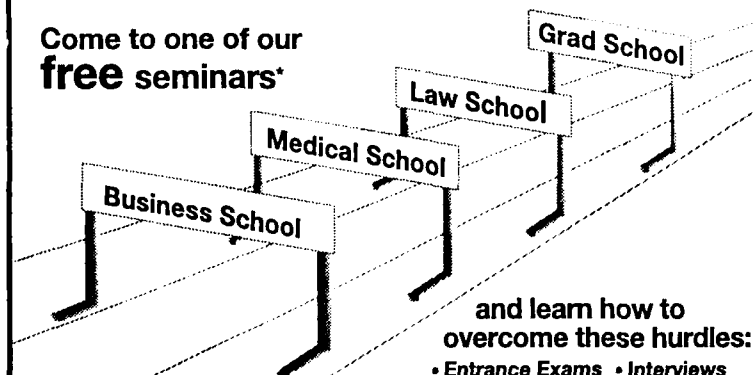 Come to one of our
free seminars*
Grad School
Law School
Medical School
Business School
and learn how to
overcome these hurdles:
• Entrance Exams • Interviews